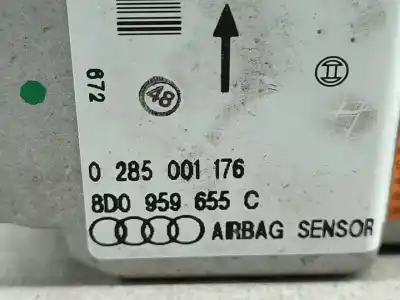 672
48
0 285 001 176
8D0 959 655 C
AIRBAG SENSOR